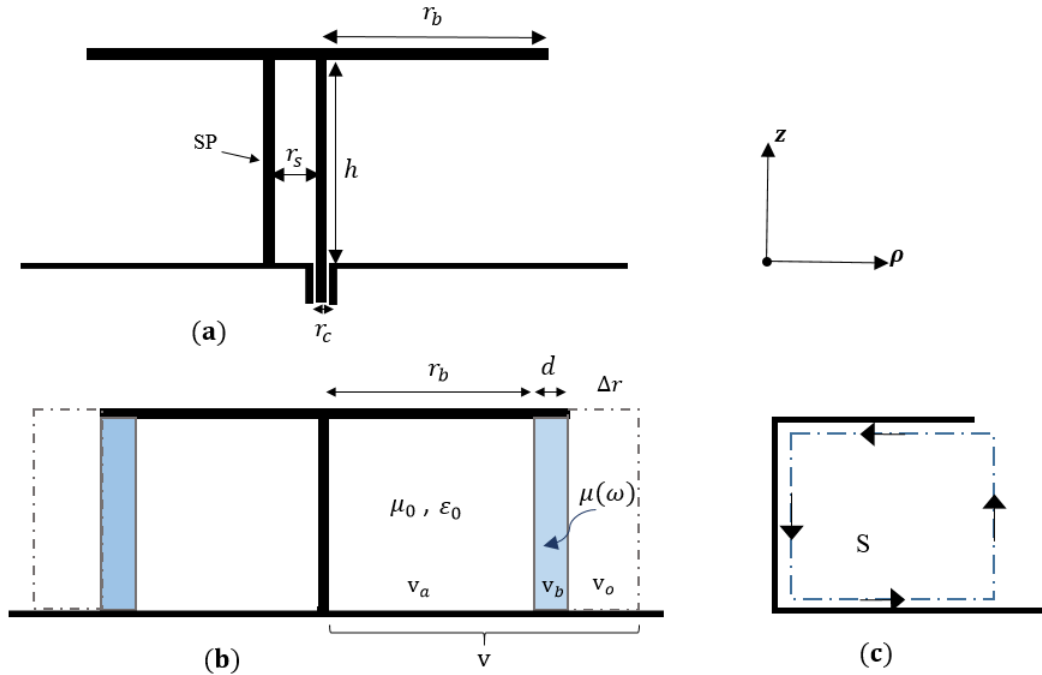 r_b
SP
r_s
h
z
ρ
r_c
(a)
r_b
d
Δr
μ_0 , ε_0
μ(ω)
v_a
v_b
v_o
v
(b)
S
(c)